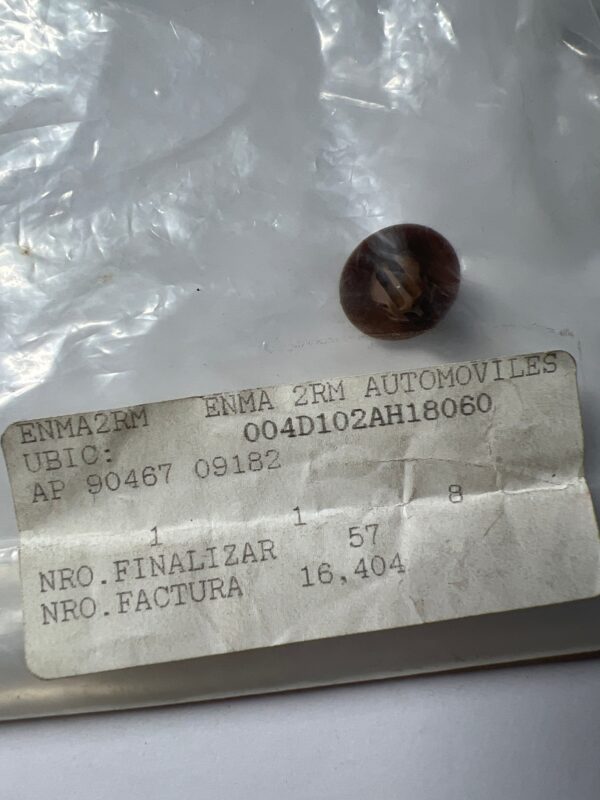 ENMA2RM ENMA 2RM AUTOMOVILES
UBIC: 004D102AH18060
AP 90467 09182
1 1 8
NRO.FINALIZAR 57
NRO.FACTURA 16,404